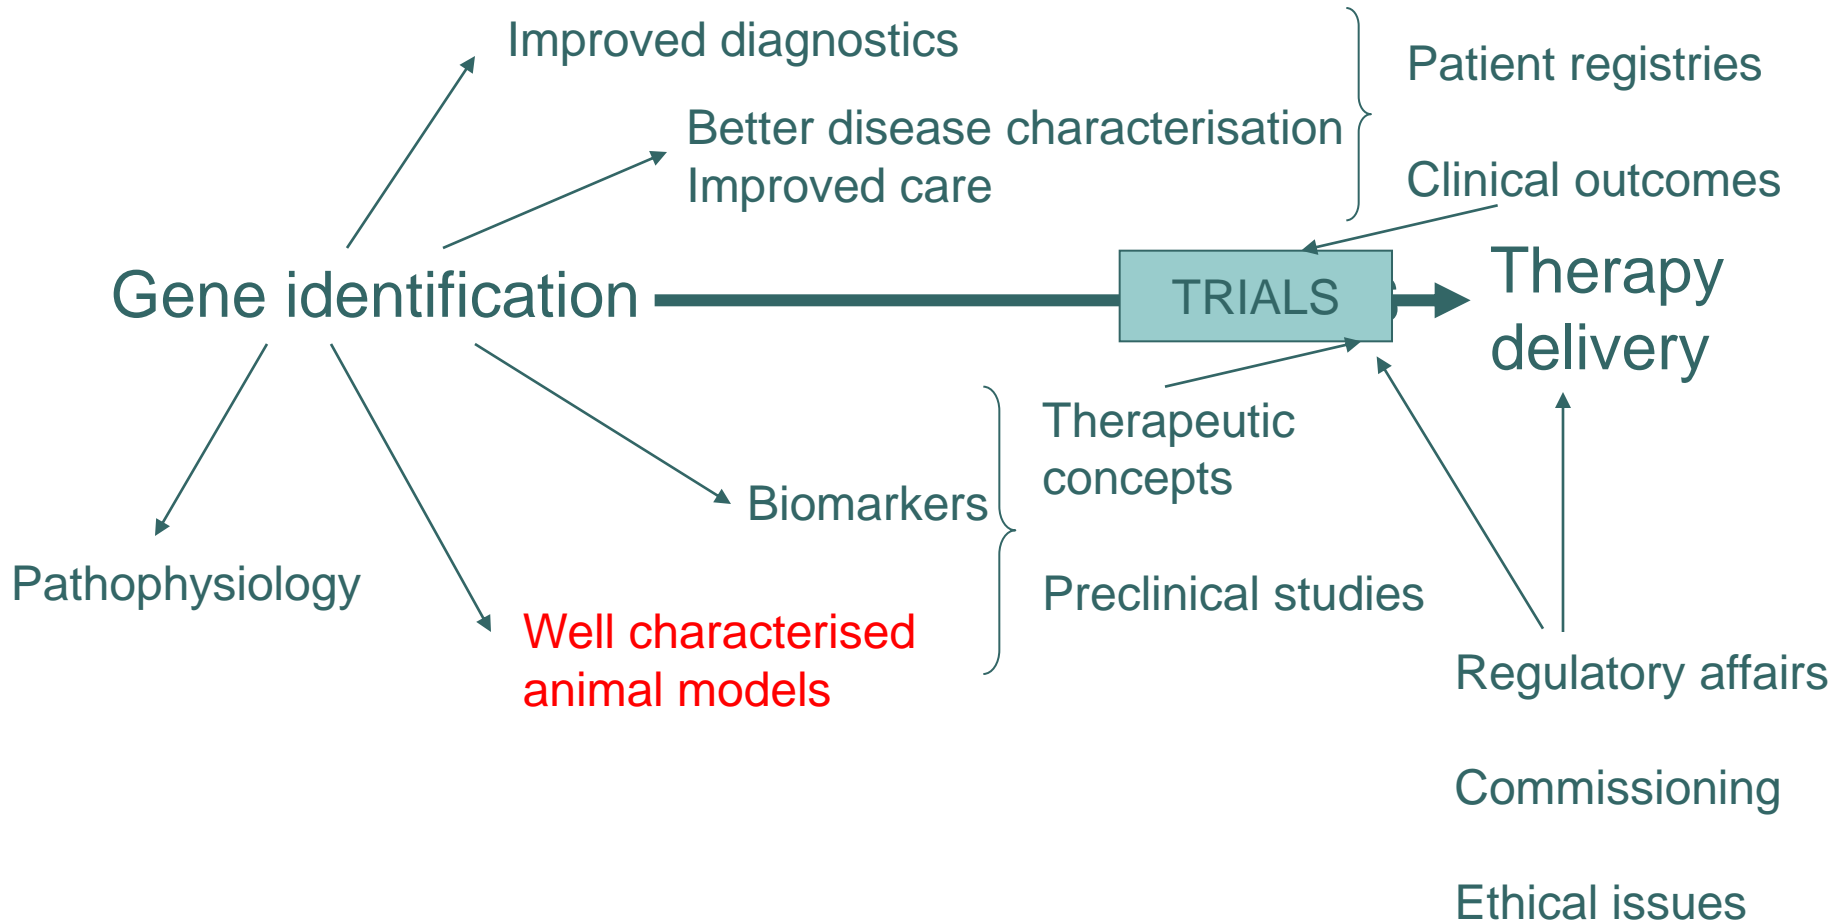 Improved diagnostics
Patient registries
Better disease characterisation
Improved care
Clinical outcomes
Gene identification
TRIALS
Therapy
delivery
Therapeutic
concepts
Biomarkers
Pathophysiology
Preclinical studies
Well characterised
animal models
Regulatory affairs
Commissioning
Ethical issues